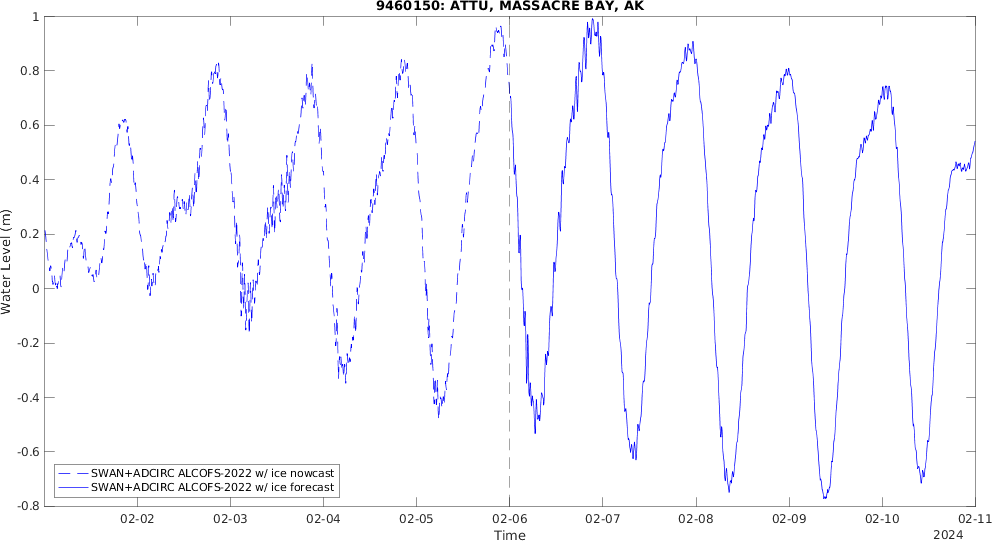 9460150: ATTU, MASSACRE BAY, AK
1
0.8
0.6
0.4
0.2
0
-0.2
-0.4
-0.6
-0.8
Water Level (m)
SWAN+ADCIRC ALCOFS-2022 w/ ice nowcast
SWAN+ADCIRC ALCOFS-2022 w/ ice forecast
02-02 02-03 02-04 02-05 02-06 02-07 02-08 02-09 02-10 02-11
Time
2024